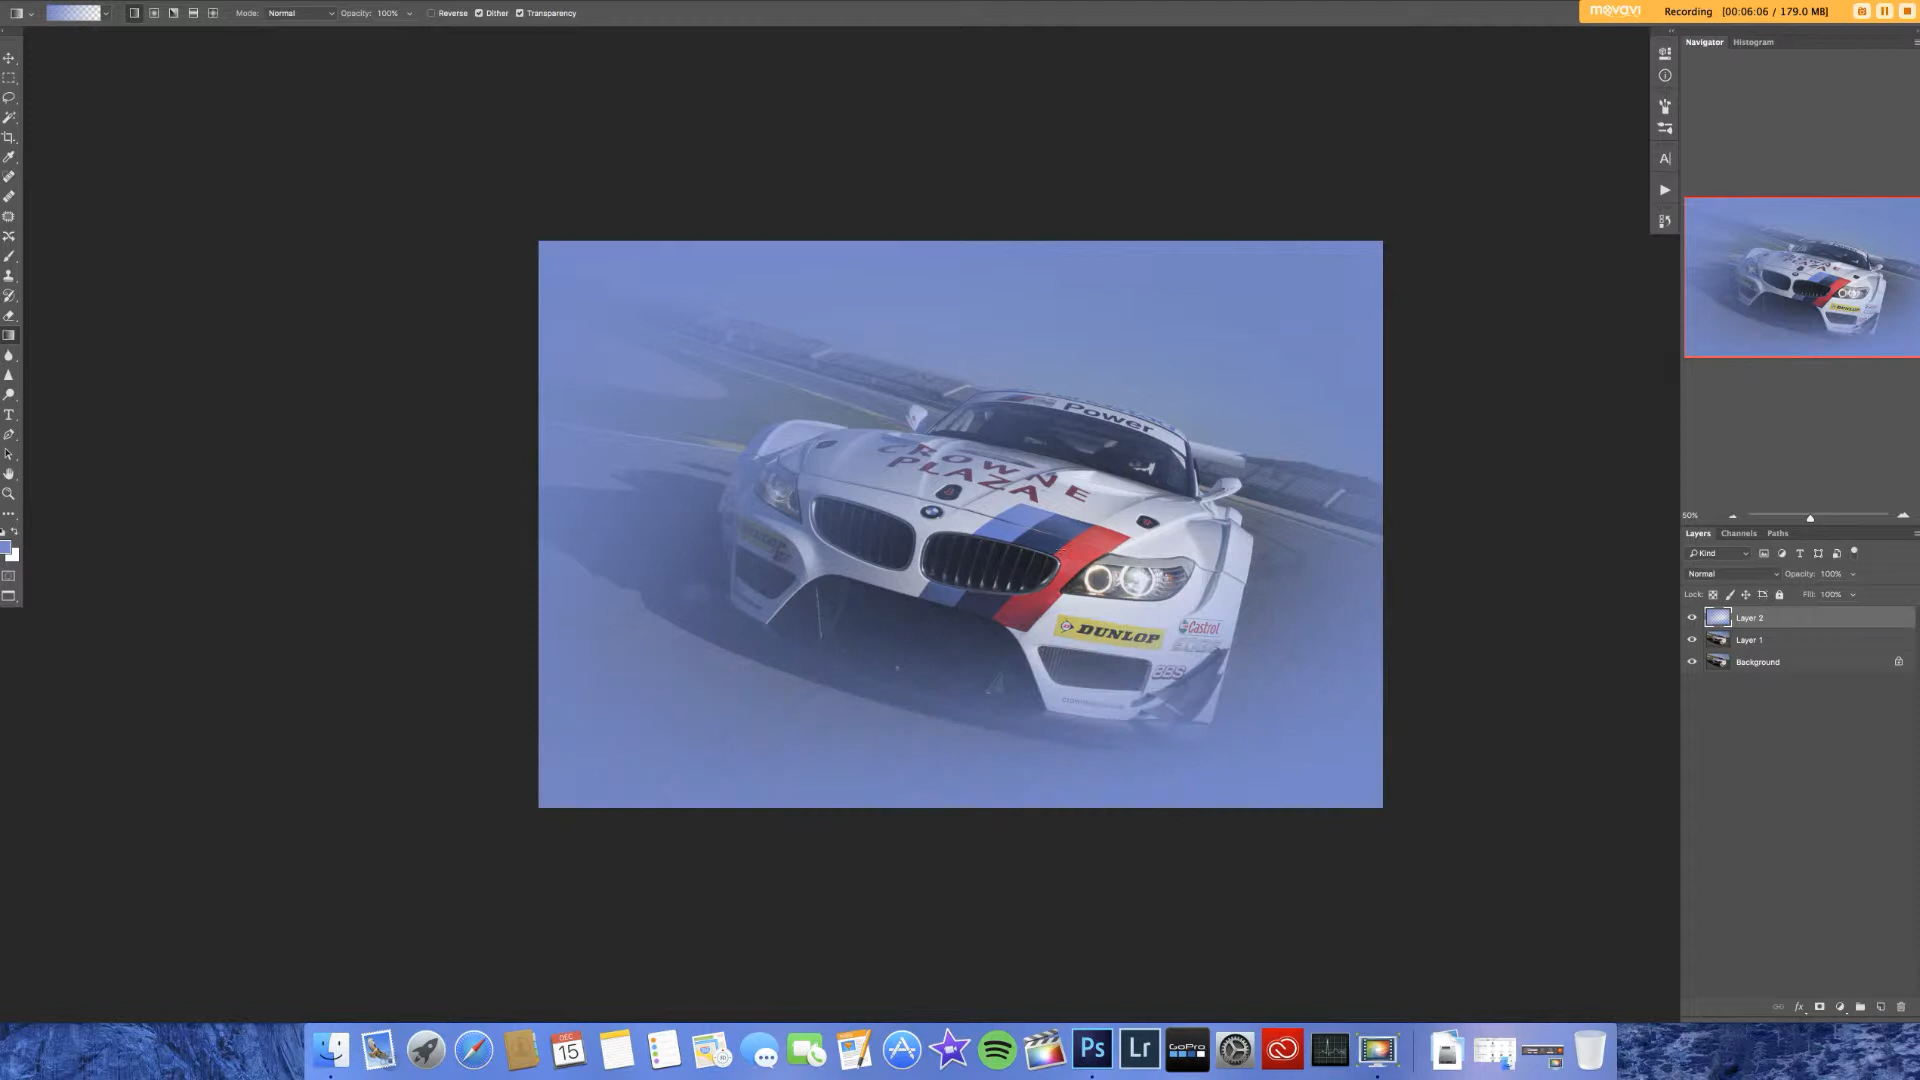 Mode: Normal Opacity: 100% Reverse Dither Transparency
movavi Recording [00:06:06 / 179.0 MB]
Navigator Histogram
Power
CROWNE
PLAZA
DUNLOP
Castrol
BBS
50%
Layers Channels Paths
Kind
Normal Opacity: 100%
Lock: Fill: 100%
Layer 2
Layer 1
Background
fx
DEC
15
Ps Lr GoPro